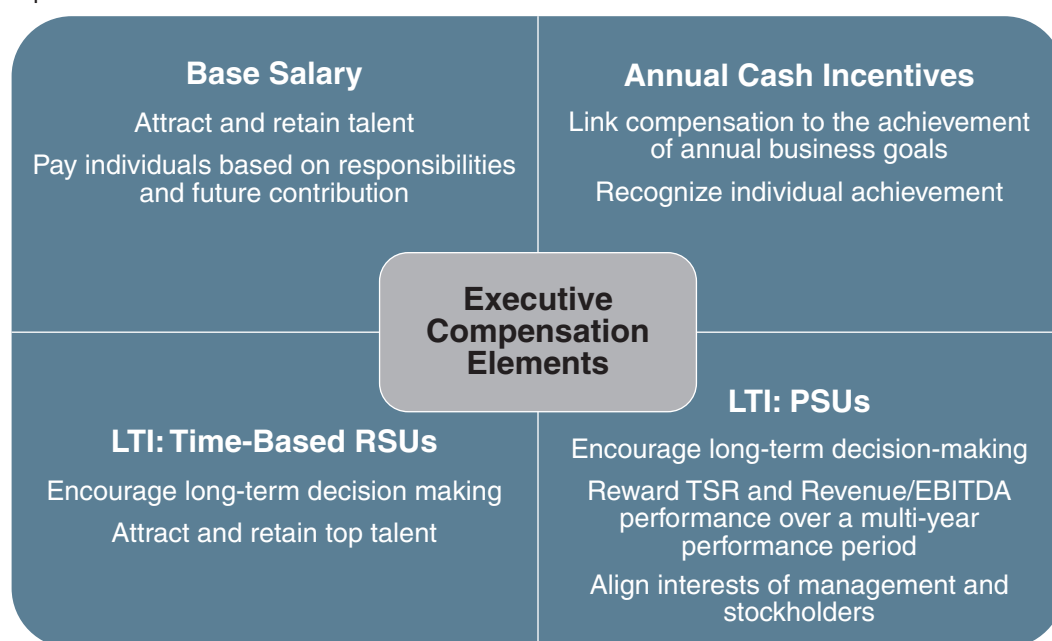 Base Salary
Attract and retain talent
Pay individuals based on responsibilities
and future contribution
Annual Cash Incentives
Link compensation to the achievement
of annual business goals
Recognize individual achievement
Executive
Compensation
Elements
LTI: Time-Based RSUs
Encourage long-term decision making
Attract and retain top talent
LTI: PSUs
Encourage long-term decision-making
Reward TSR and Revenue/EBITDA
performance over a multi-year
performance period
Align interests of management and
stockholders